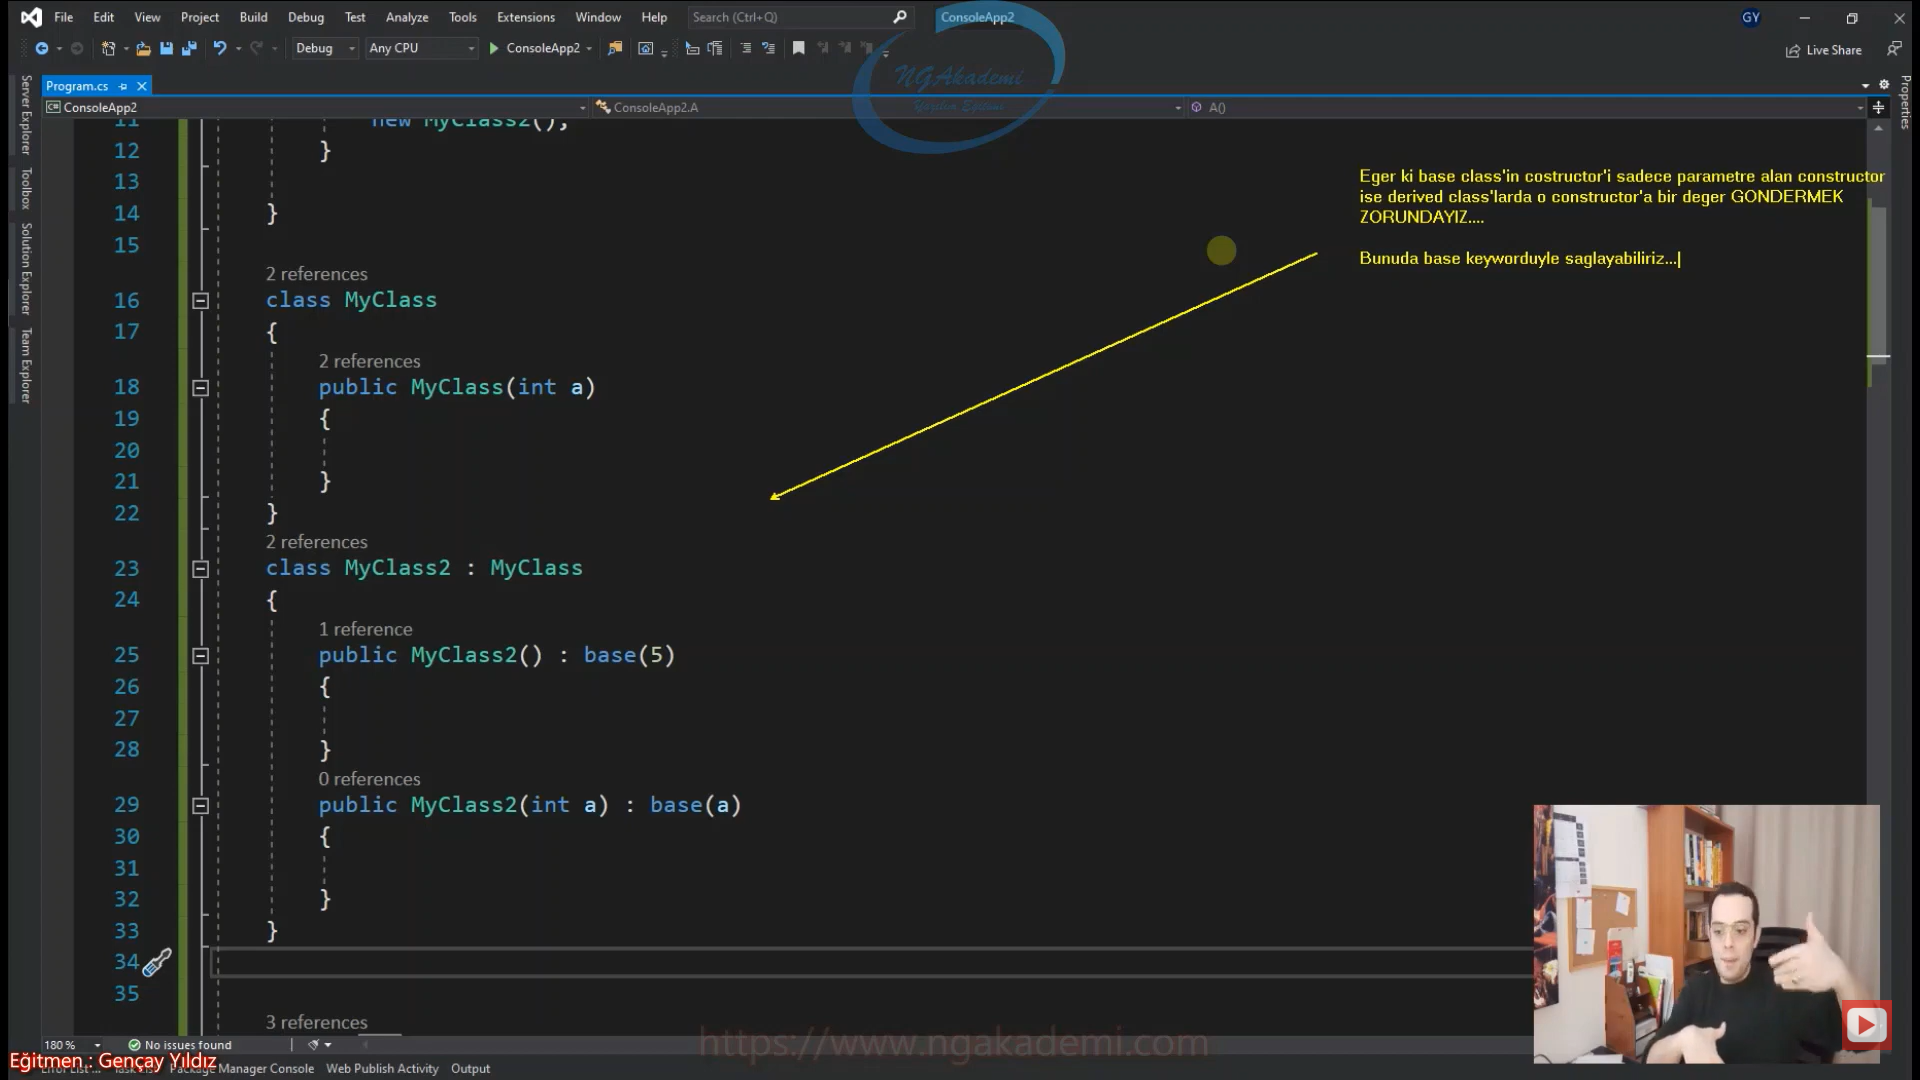 File Edit View Project Build Debug Test Analyze Tools Extensions Window Help Search (Ctrl+Q) ConsoleApp2 GY
Debug Any CPU ConsoleApp2 Live Share
NGAkademi
Yazılım Eğitimi
Program.cs
ConsoleApp2 ConsoleApp2.A A()
Server Explorer
Toolbox
Solution Explorer
Team Explorer
Properties
11 new MyClass2();
12 }
13
14 }
15
2 references
16 class MyClass
17 {
2 references
18 public MyClass(int a)
19 {
20
21 }
22 }
2 references
23 class MyClass2 : MyClass
24 {
1 reference
25 public MyClass2() : base(5)
26 {
27
28 }
0 references
29 public MyClass2(int a) : base(a)
30 {
31
32 }
33 }
34
35
3 references
Eger ki base class'in costructor'i sadece parametre alan constructor
ise derived class'larda o constructor'a bir deger GONDERMEK
ZORUNDAYIZ....
Bunuda base keyworduyle saglayabiliriz...
180 % No issues found
https://www.ngakademi.com
Eğitmen : Gençay Yıldız
Package Manager Console Web Publish Activity Output